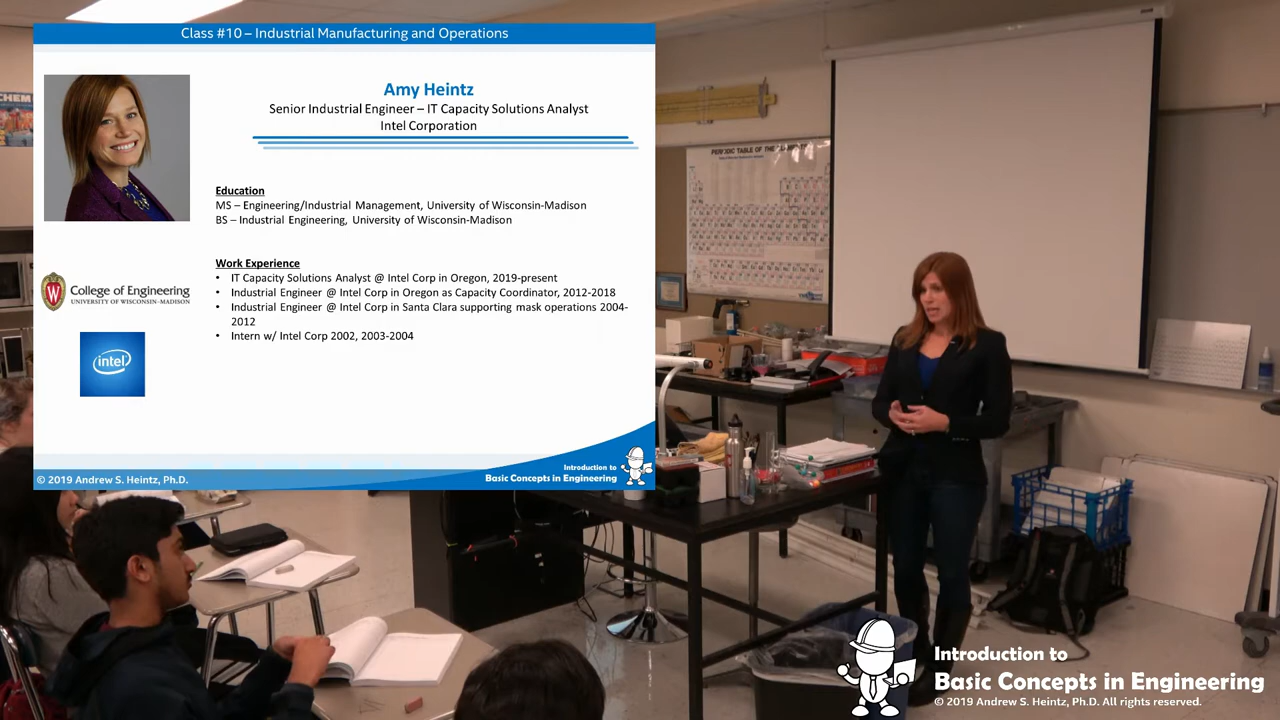 Class #10 – Industrial Manufacturing and Operations
Amy Heintz
Senior Industrial Engineer – IT Capacity Solutions Analyst
Intel Corporation
Education
MS – Engineering/Industrial Management, University of Wisconsin-Madison
BS – Industrial Engineering, University of Wisconsin-Madison
Work Experience
• IT Capacity Solutions Analyst @ Intel Corp in Oregon, 2019-present
• Industrial Engineer @ Intel Corp in Oregon as Capacity Coordinator, 2012-2018
• Industrial Engineer @ Intel Corp in Santa Clara supporting mask operations 2004-
2012
• Intern w/ Intel Corp 2002, 2003-2004
W
College of Engineering
UNIVERSITY OF WISCONSIN-MADISON
intel
© 2019 Andrew S. Heintz, Ph.D.
Introduction to
Basic Concepts in Engineering
CHEM
PERIODIC TABLE OF THE
Introduction to
Basic Concepts in Engineering
© 2019 Andrew S. Heintz, Ph.D. All rights reserved.